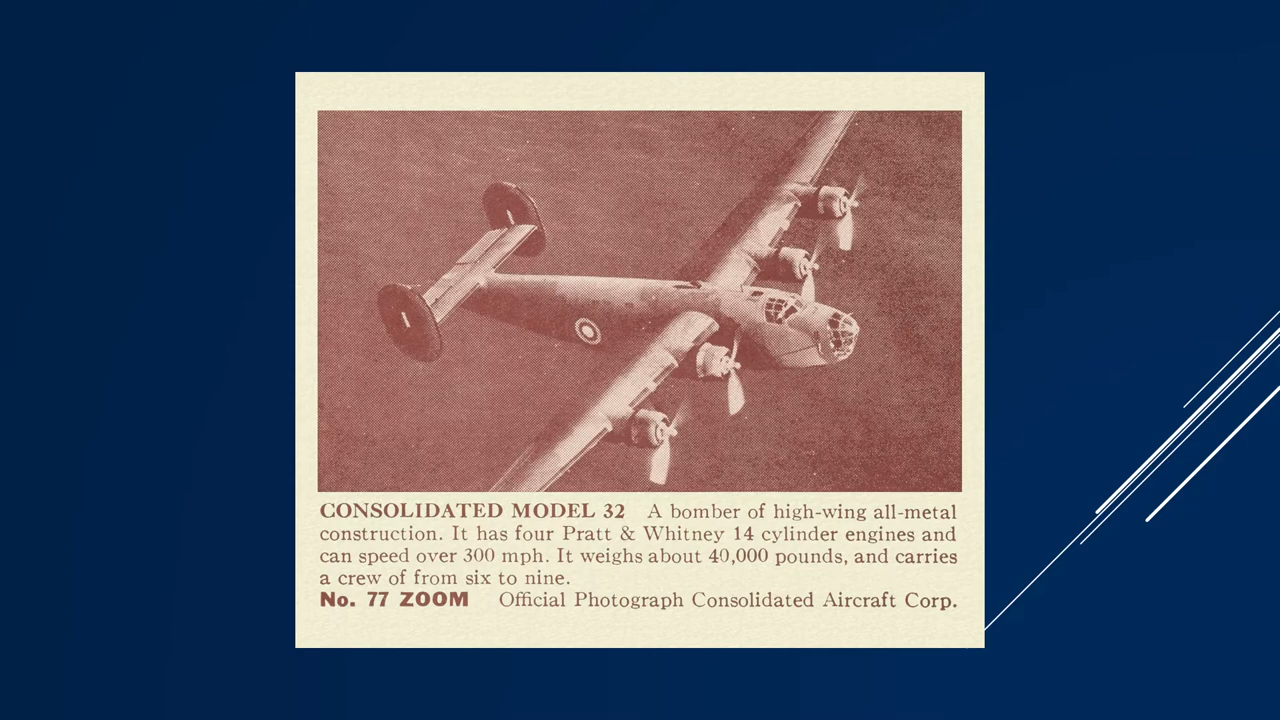 CONSOLIDATED MODEL 32 A bomber of high-wing all-metal
construction. It has four Pratt & Whitney 14 cylinder engines and
can speed over 300 mph. It weighs about 40,000 pounds, and carries
a crew of from six to nine.
No. 77 ZOOM Official Photograph Consolidated Aircraft Corp.